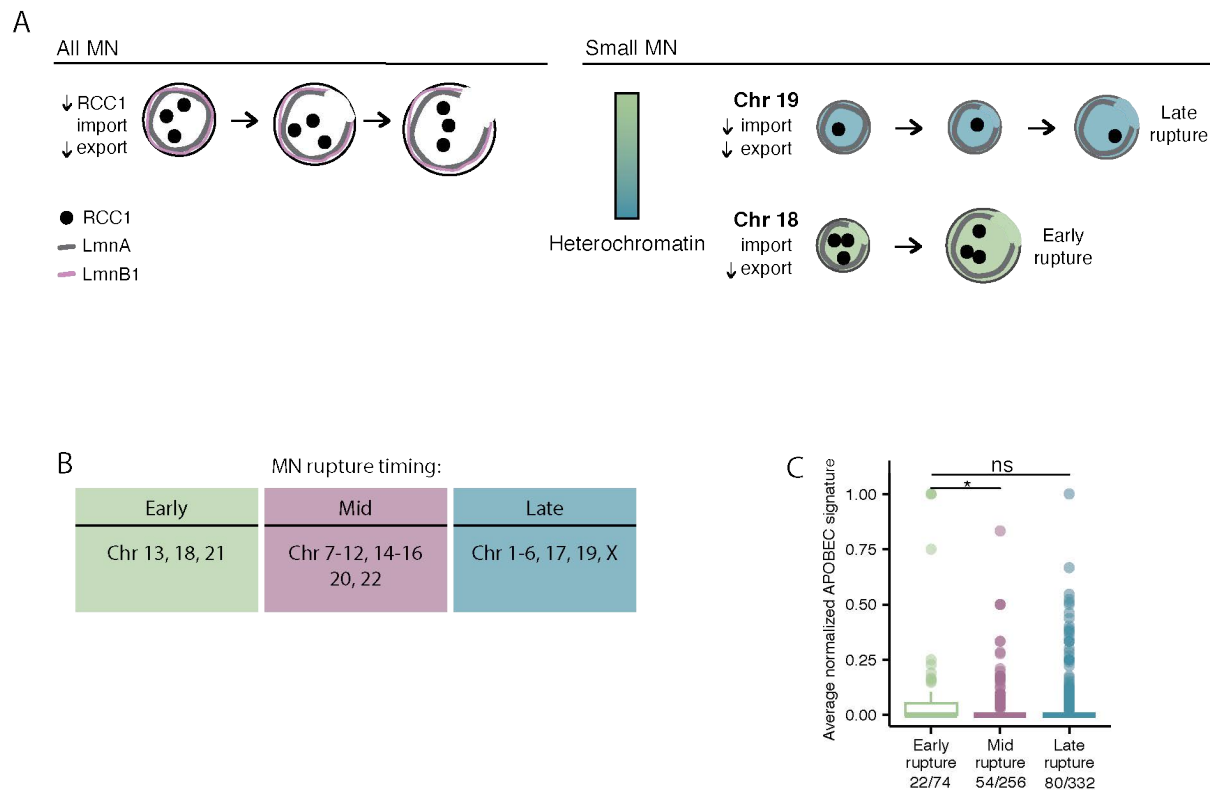 A
All MN
↓ RCC1
import
↓ export
RCC1
LmnA
LmnB1
Small MN
Heterochromatin
Chr 19
↓ import
↓ export
Late
rupture
Chr 18
import
↓ export
Early
rupture
B
MN rupture timing:
Early
Mid
Late
Chr 13, 18, 21
Chr 7-12, 14-16
20, 22
Chr 1-6, 17, 19, X
C
Average normalized APOBEC signature
1.00
0.75
0.50
0.25
0.00
ns
*
Early
rupture
22/74
Mid
rupture
54/256
Late
rupture
80/332